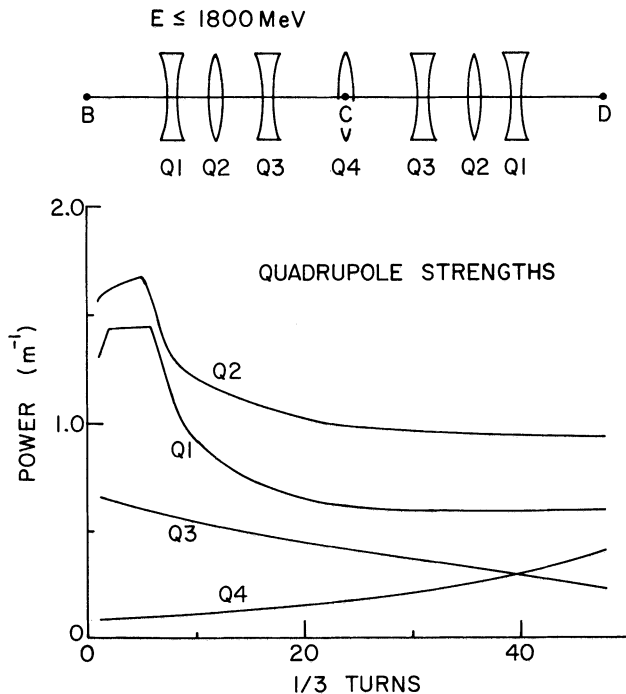 E ≤ 1800 MeV
B C D
Q1 Q2 Q3 Q4 Q3 Q2 Q1
QUADRUPOLE STRENGTHS
POWER (m⁻¹)
2.0
1.0
0
Q2
Q1
Q3
Q4
0 20 40
1/3 TURNS